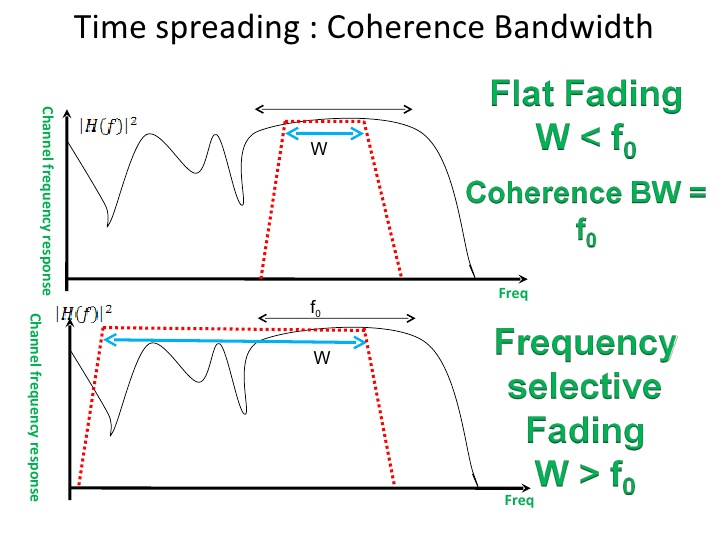 Time spreading : Coherence Bandwidth
Channel frequency response
|H(f)|²
W
Flat Fading
W < f₀
Coherence BW =
f₀
Freq
Channel frequency response
|H(f)|²
f₀
W
Frequency
selective
Fading
W > f₀
Freq